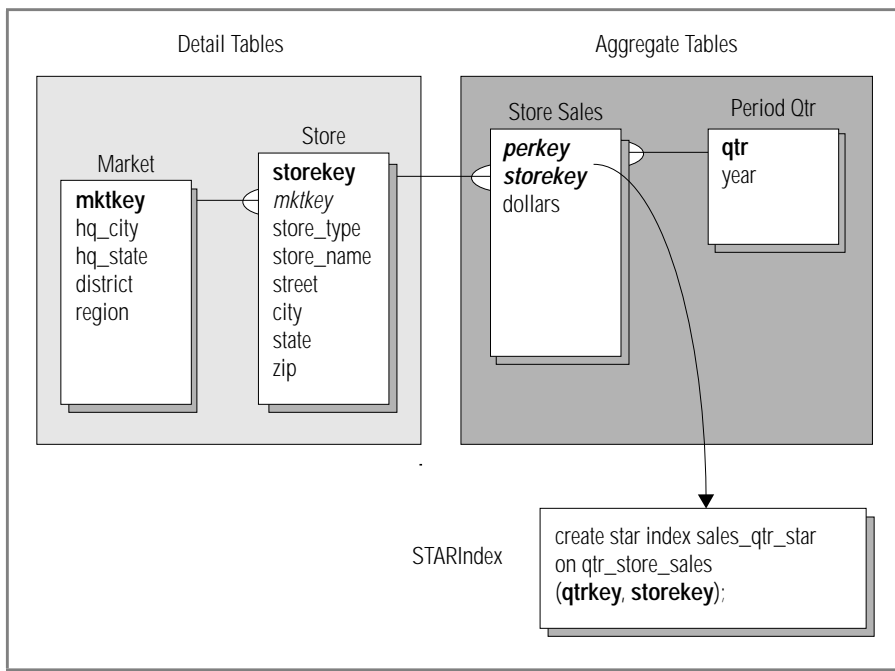 Detail Tables
Aggregate Tables
Market
mktkey
hq_city
hq_state
district
region
Store
storekey
mktkey
store_type
store_name
street
city
state
zip
Store Sales
perkey
storekey
dollars
Period Qtr
qtr
year
STARIndex
create star index sales_qtr_star
on qtr_store_sales
(qtrkey, storekey);